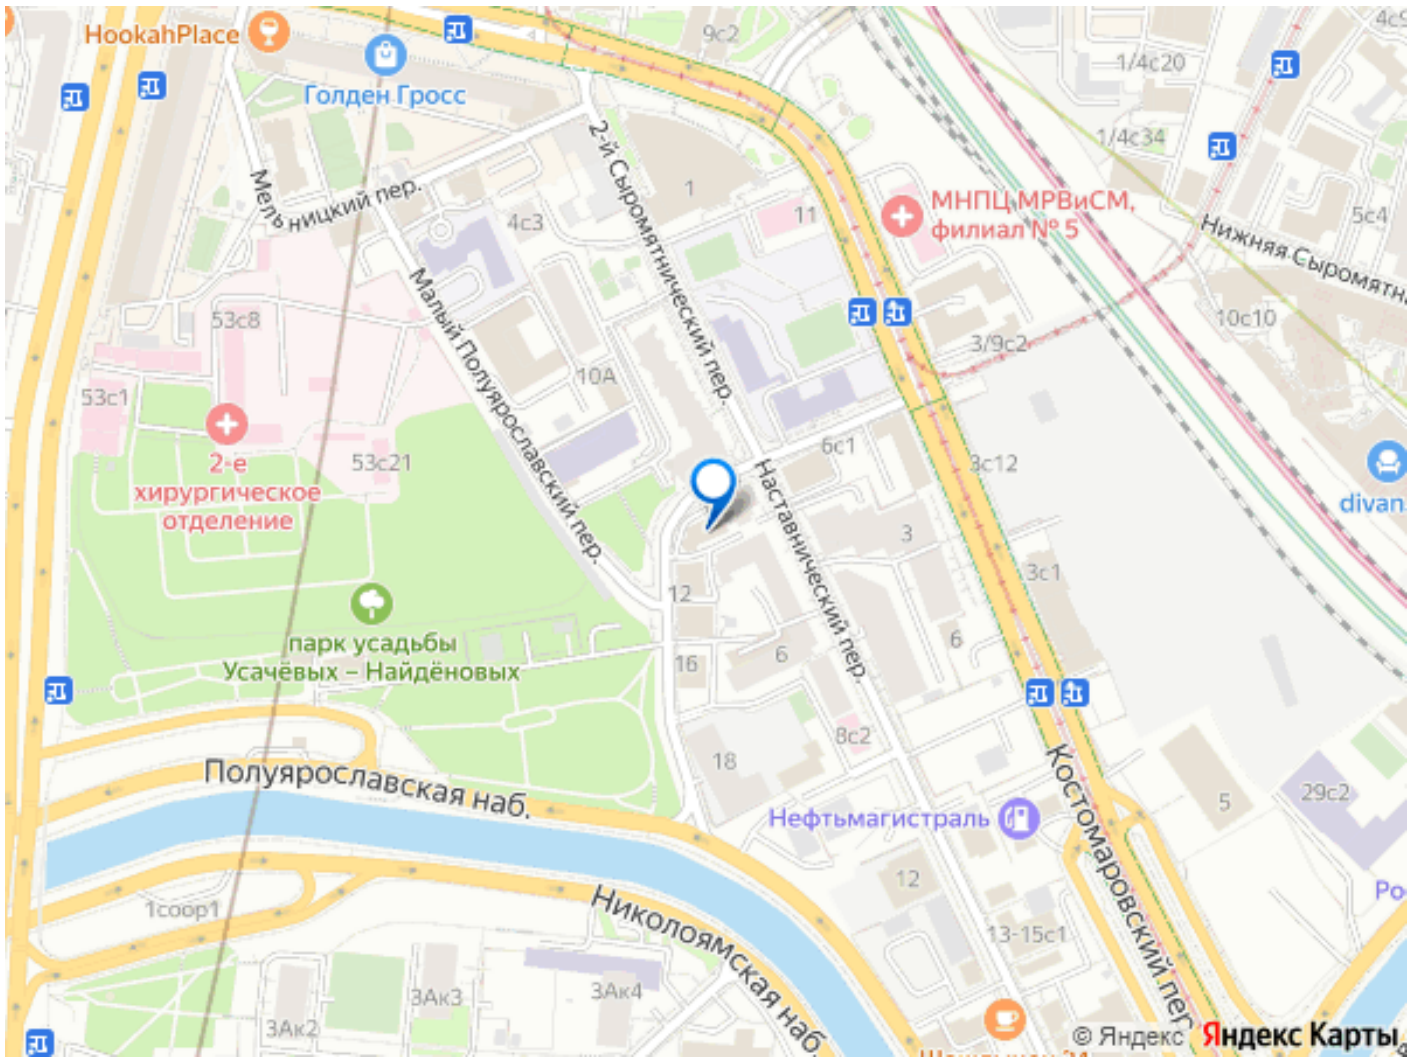 HookahPlace
Голден Гросс
9с2
4с9
1/4с20
1/4с34
2-й Сыромятнический пер.
Мельницкий пер.
1
4с3
11
МНПЦ МРВиСМ,
филиал № 5
5с4
Нижняя Сыромятн
Малый Полуярославский пер.
53с8
10с10
3/9с2
10А
53с1
6с1
2-е
хирургическое
отделение
53с21
3с12
divan
Наставнический пер.
3
3с1
12
парк усадьбы
Усачёвых – Найдёновых
16
6
6
8с2
18
Полуярославская наб.
Костомаровский пер.
Нефтьмагистраль
5
29с2
12
Ро
1соор1
Николоямская наб.
13-15с1
3Ак3
3Ак4
3Ак2
© Яндекс Яндекс Карты